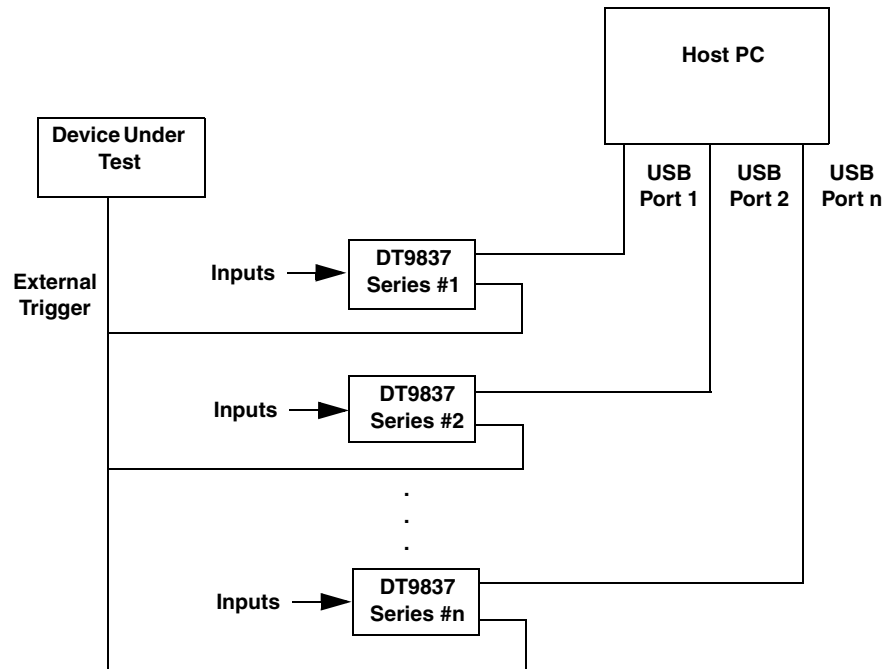 Host PC
Device Under
Test
USB
Port 1
USB
Port 2
USB
Port n
External
Trigger
Inputs
DT9837
Series #1
Inputs
DT9837
Series #2
.
.
.
Inputs
DT9837
Series #n